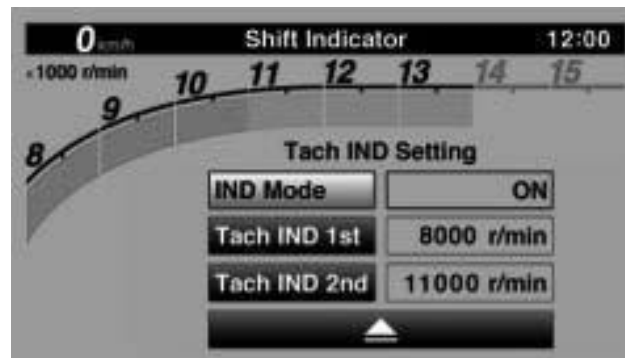 0 km/h Shift Indicator 12:00
×1000 r/min
8 9 10 11 12 13 14 15
Tach IND Setting
IND Mode ON
Tach IND 1st 8000 r/min
Tach IND 2nd 11000 r/min